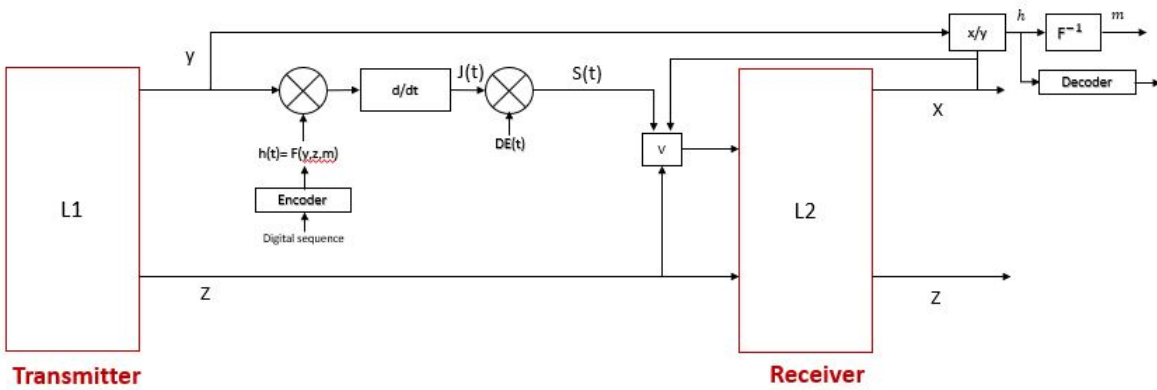 h
m
x/y
F⁻¹
y
J(t)
S(t)
Decoder
d/dt
X
DE(t)
h(t)= F(y,z,m)
V
L1
Encoder
L2
Digital sequence
Z
Z
Transmitter
Receiver